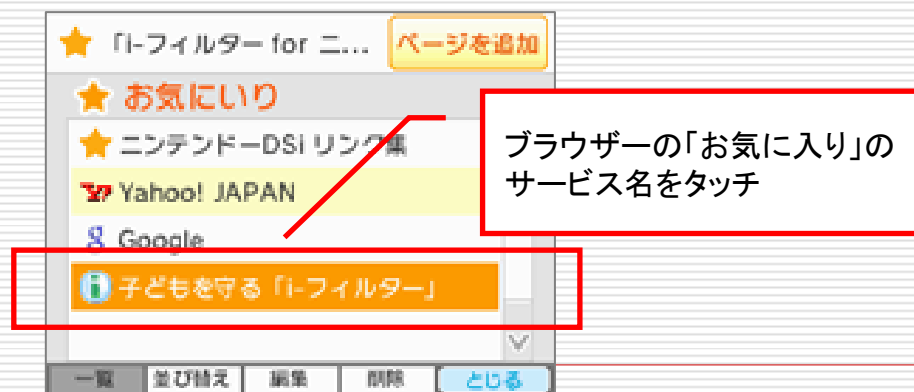 「i-フィルター for ニ...
ページを追加
お気にいり
ニンテンドーDSi リンク集
Yahoo! JAPAN
Google
子どもを守る「i-フィルター」
ブラウザーの「お気に入り」の
サービス名をタッチ
一覧
並び替え
編集
削除
とじる